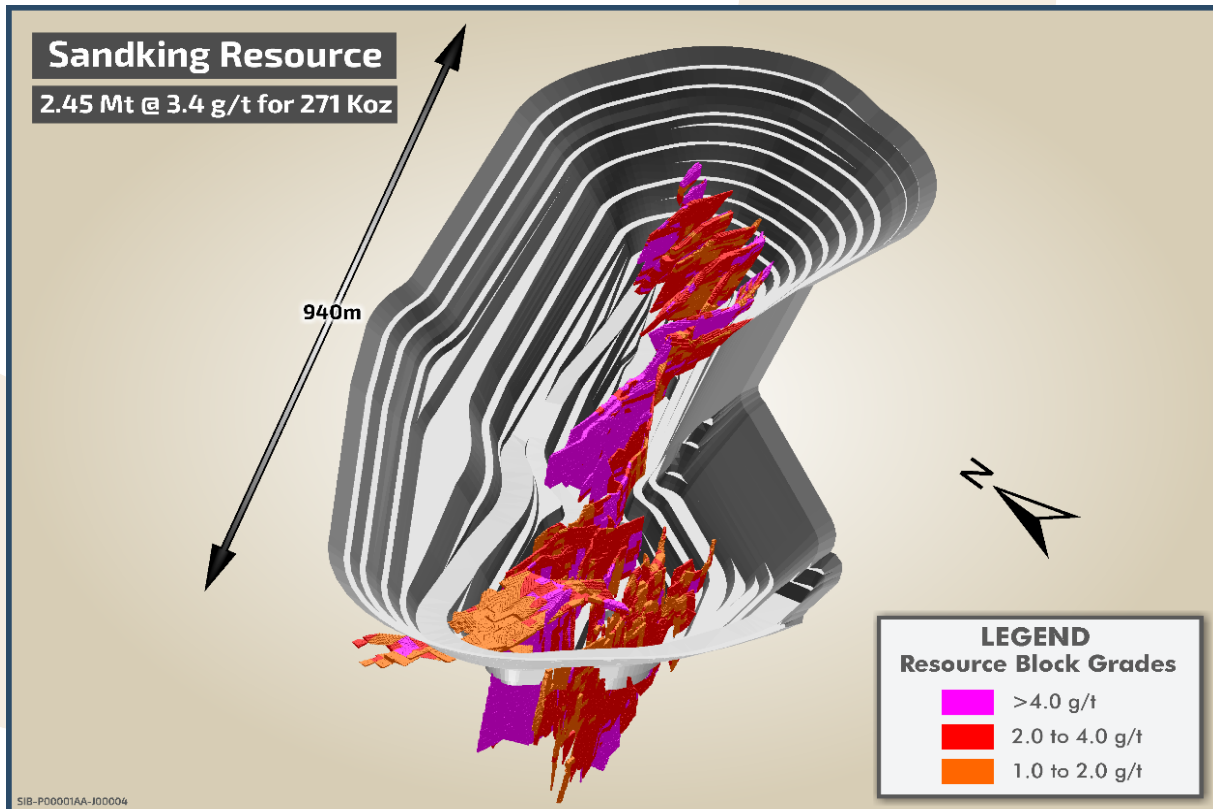 Sandking Resource
2.45 Mt @ 3.4 g/t for 271 Koz
940m
N
LEGEND
Resource Block Grades
>4.0 g/t
2.0 to 4.0 g/t
1.0 to 2.0 g/t
SIB-P00001AA-J00004